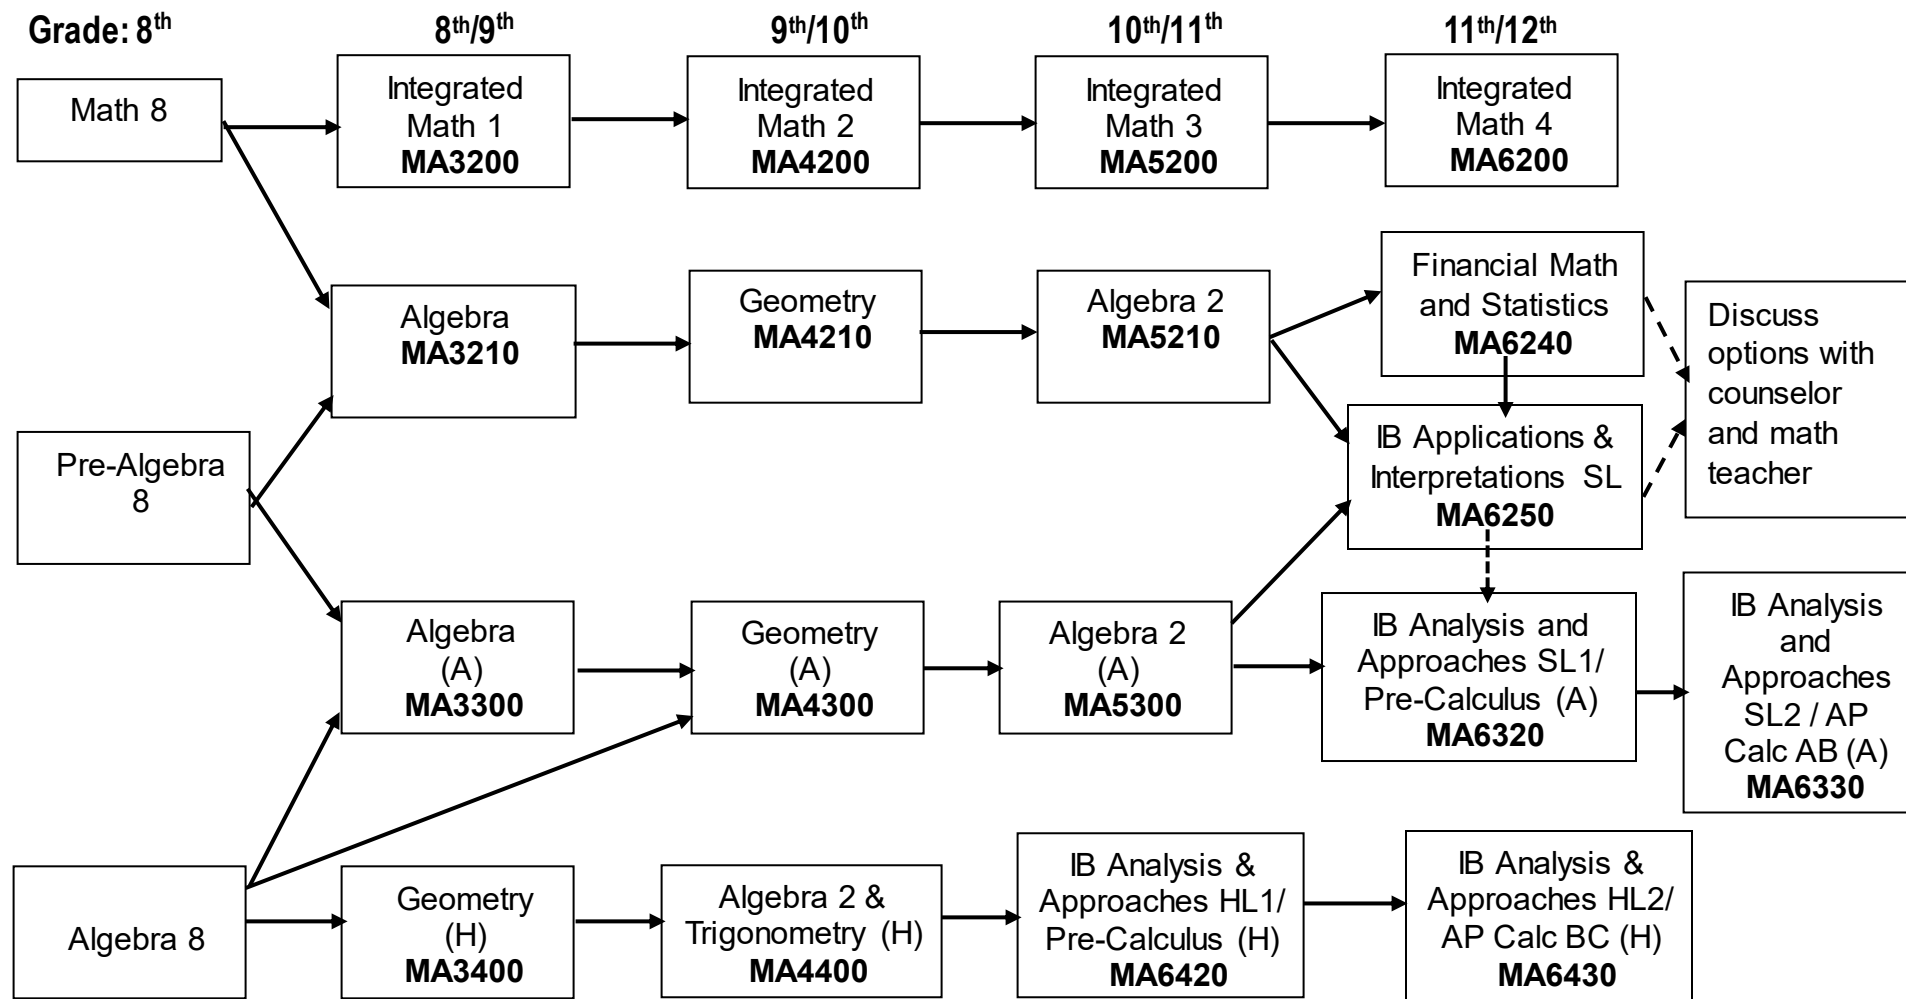 Grade: 8th
8th/9th
9th/10th
10th/11th
11th/12th
Math 8
Integrated
Math 1
MA3200
Integrated
Math 2
MA4200
Integrated
Math 3
MA5200
Integrated
Math 4
MA6200
Algebra
MA3210
Geometry
MA4210
Algebra 2
MA5210
Financial Math
and Statistics
MA6240
Discuss
options with
counselor
and math
teacher
Pre-Algebra
8
IB Applications &
Interpretations SL
MA6250
Algebra
(A)
MA3300
Geometry
(A)
MA4300
Algebra 2
(A)
MA5300
IB Analysis and
Approaches SL1/
Pre-Calculus (A)
MA6320
IB Analysis
and
Approaches
SL2 / AP
Calc AB (A)
MA6330
Algebra 8
Geometry
(H)
MA3400
Algebra 2 &
Trigonometry (H)
MA4400
IB Analysis &
Approaches HL1/
Pre-Calculus (H)
MA6420
IB Analysis &
Approaches HL2/
AP Calc BC (H)
MA6430